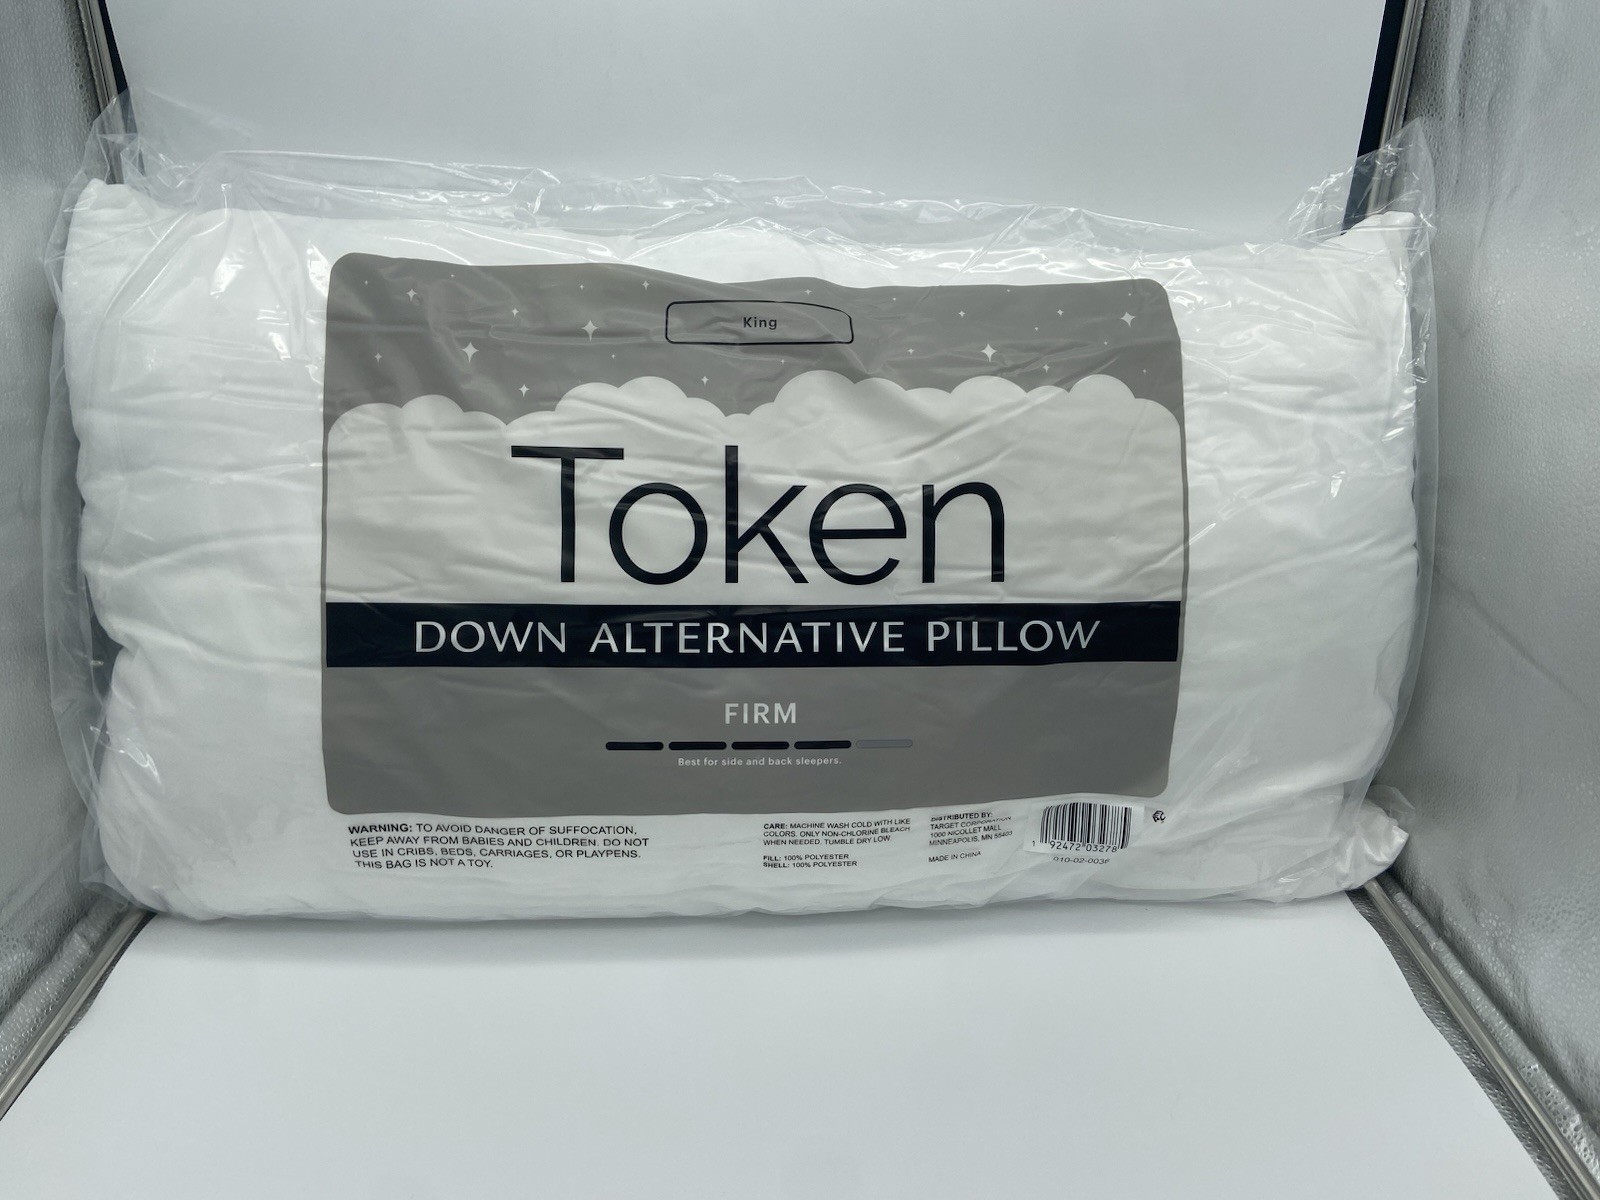 King
Token
DOWN ALTERNATIVE PILLOW
FIRM
Best for side and back sleepers.
WARNING: TO AVOID DANGER OF SUFFOCATION,
KEEP AWAY FROM BABIES AND CHILDREN. DO NOT
USE IN CRIBS, BEDS, CARRIAGES, OR PLAYPENS.
THIS BAG IS NOT A TOY.
CARE: MACHINE WASH COLD WITH LIKE
COLORS. ONLY NON-CHLORINE BLEACH
WHEN NEEDED. TUMBLE DRY LOW.
FILL: 100% POLYESTER
SHELL: 100% POLYESTER
DISTRIBUTED BY:
TARGET CORPORATION
1000 NICOLLET MALL
MINNEAPOLIS, MN 55403
MADE IN CHINA
1 92472 03278